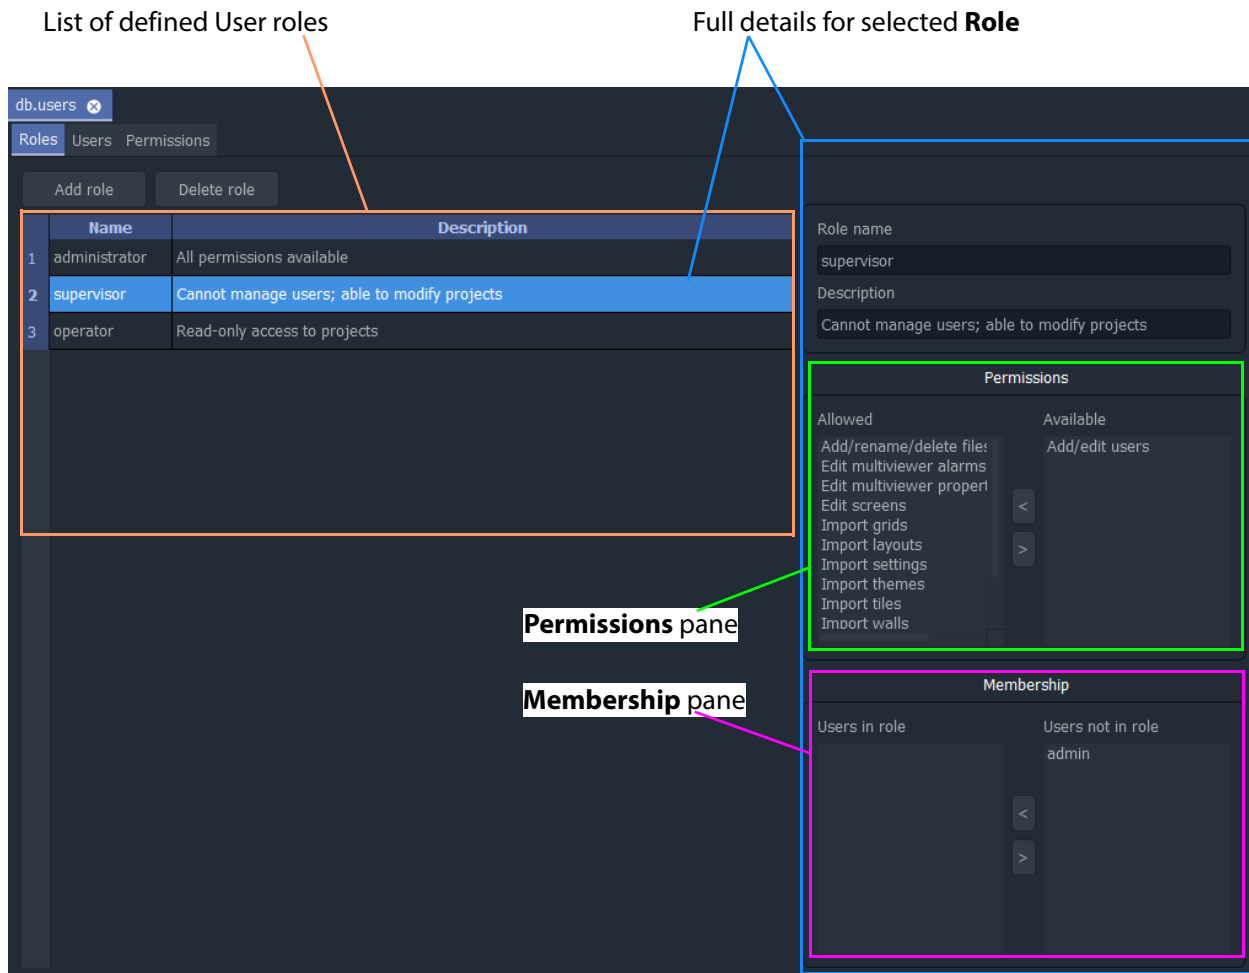 List of defined User roles
Full details for selected Role
db.users
Roles Users Permissions
Add role Delete role
Name Description
1 administrator All permissions available
2 supervisor Cannot manage users; able to modify projects
3 operator Read-only access to projects
Role name
supervisor
Description
Cannot manage users; able to modify projects
Permissions
Allowed Available
Add/rename/delete files Add/edit users
Edit multiviewer alarms
Edit multiviewer propert
Edit screens
<
Import grids
Import layouts
>
Import settings
Import themes
Import tiles
Import walls
Permissions pane
Membership pane
Membership
Users in role Users not in role
admin
<
>